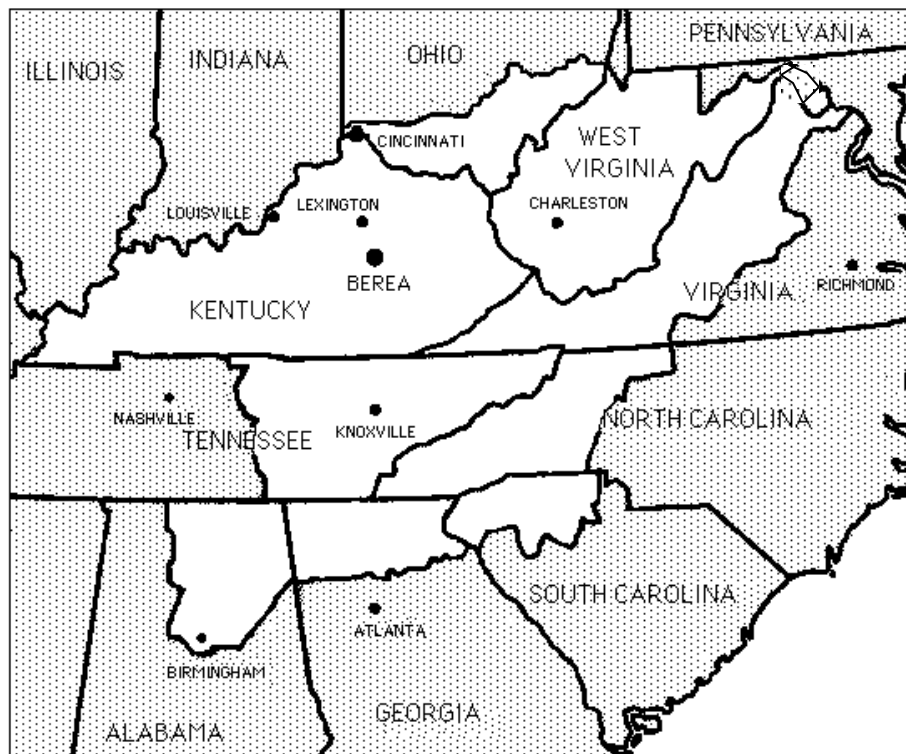 PENNSYLVANIA
OHIO
INDIANA
ILLINOIS
CINCINNATI
WEST
VIRGINIA
LEXINGTON
CHARLESTON
LOUISVILLE
BEREA
RICHMOND
VIRGINIA
KENTUCKY
NASHVILLE
NORTH CAROLINA
KNOXVILLE
TENNESSEE
SOUTH CAROLINA
ATLANTA
BIRMINGHAM
GEORGIA
ALABAMA